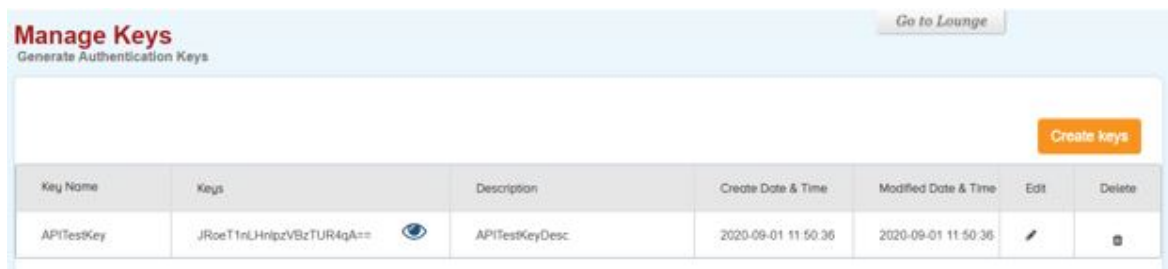 Go to Lounge
Manage Keys
Generate Authentication Keys
Create keys
Key Name Keys Description Create Date & Time Modified Date & Time Edit Delete
APITestKey JRoeT1nLHnIpzVBzTUR4qA== APITestKeyDesc 2020-09-01 11:50:36 2020-09-01 11:50:36